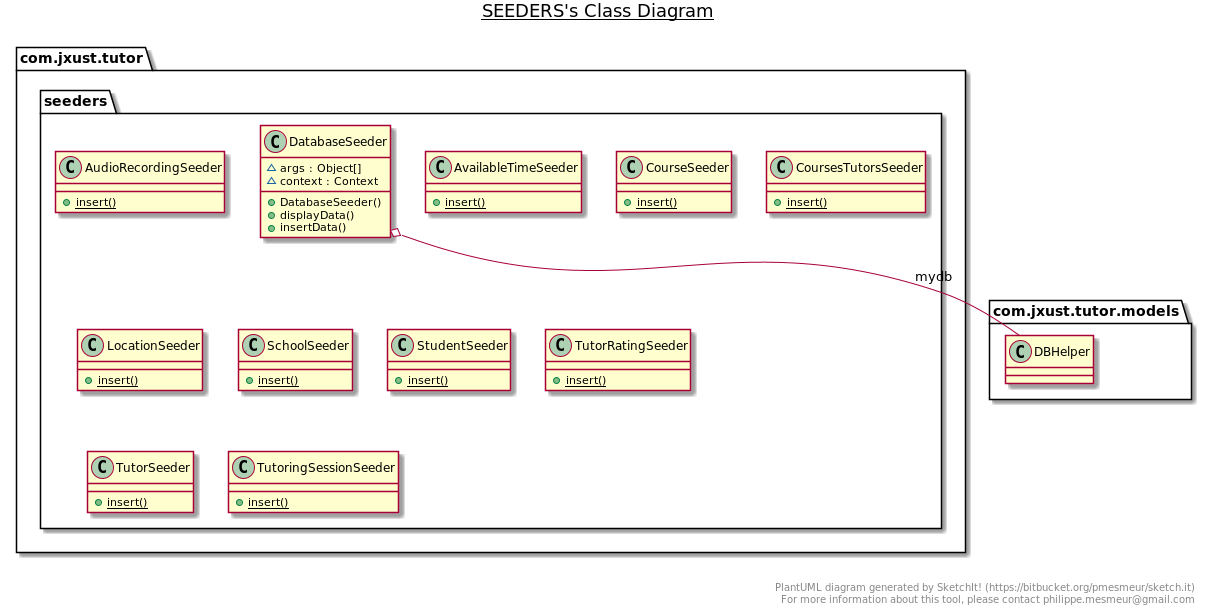 SEEDERS's Class Diagram
com.jxust.tutor
seeders
C AudioRecordingSeeder
insert()
C DatabaseSeeder
args : Object[]
context : Context
DatabaseSeeder()
displayData()
insertData()
C AvailableTimeSeeder
insert()
C CourseSeeder
insert()
C CoursesTutorsSeeder
insert()
mydb
com.jxust.tutor.models
C DBHelper
C LocationSeeder
insert()
C SchoolSeeder
insert()
C StudentSeeder
insert()
C TutorRatingSeeder
insert()
C TutorSeeder
insert()
C TutoringSessionSeeder
insert()
PlantUML diagram generated by SketchIt! (https://bitbucket.org/pmesmeur/sketch.it)
For more information about this tool, please contact philippe.mesmeur@gmail.com